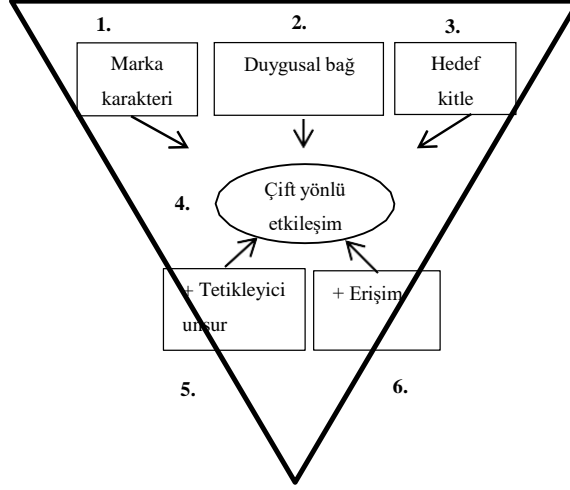 1.
2.
3.
Marka
karakteri
Duygusal bağ
Hedef
kitle
4.
Çift yönlü
etkileşim
+ Tetikleyici
unsur
+ Erişim
5.
6.